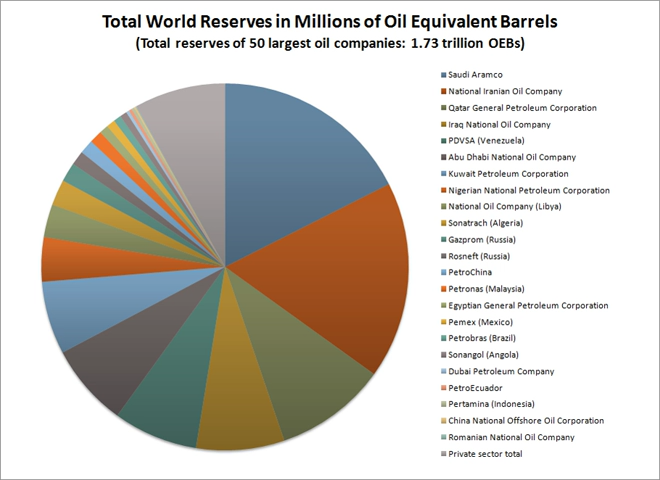 Total World Reserves in Millions of Oil Equivalent Barrels
(Total reserves of 50 largest oil companies: 1.73 trillion OEBs)
Saudi Aramco
National Iranian Oil Company
Qatar General Petroleum Corporation
Iraq National Oil Company
PDVSA (Venezuela)
Abu Dhabi National Oil Company
Kuwait Petroleum Corporation
Nigerian National Petroleum Corporation
National Oil Company (Libya)
Sonatrach (Algeria)
Gazprom (Russia)
Rosneft (Russia)
PetroChina
Petronas (Malaysia)
Egyptian General Petroleum Corporation
Pemex (Mexico)
Petrobras (Brazil)
Sonangol (Angola)
Dubai Petroleum Company
PetroEcuador
Pertamina (Indonesia)
China National Offshore Oil Corporation
Romanian National Oil Company
Private sector total